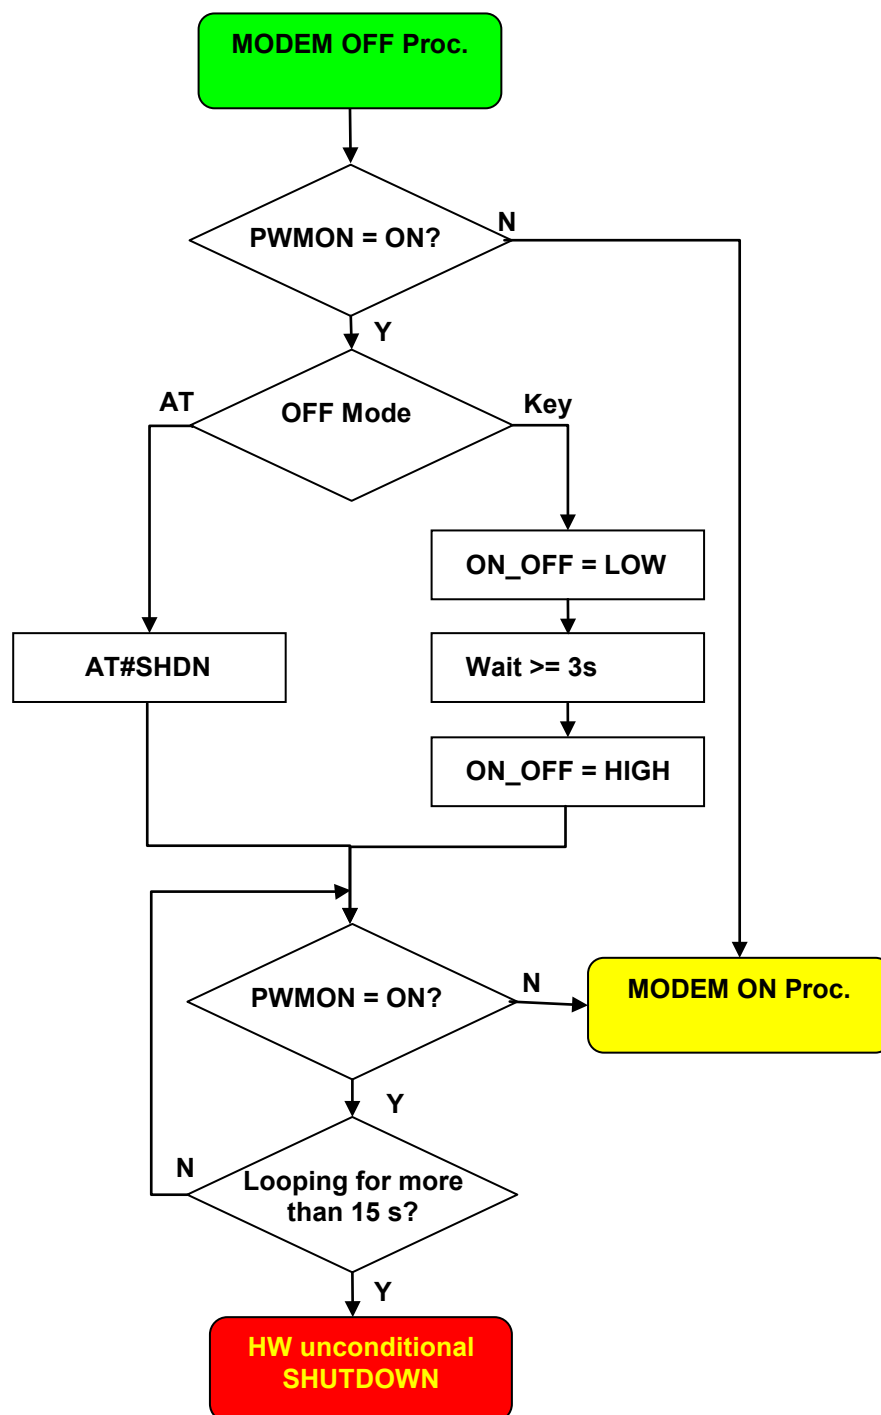 MODEM OFF Proc.
PWMON = ON?
N
Y
OFF Mode
AT
Key
ON_OFF = LOW
AT#SHDN
Wait >= 3s
ON_OFF = HIGH
PWMON = ON?
N
MODEM ON Proc.
Y
N
Looping for more
than 15 s?
Y
HW unconditional
SHUTDOWN